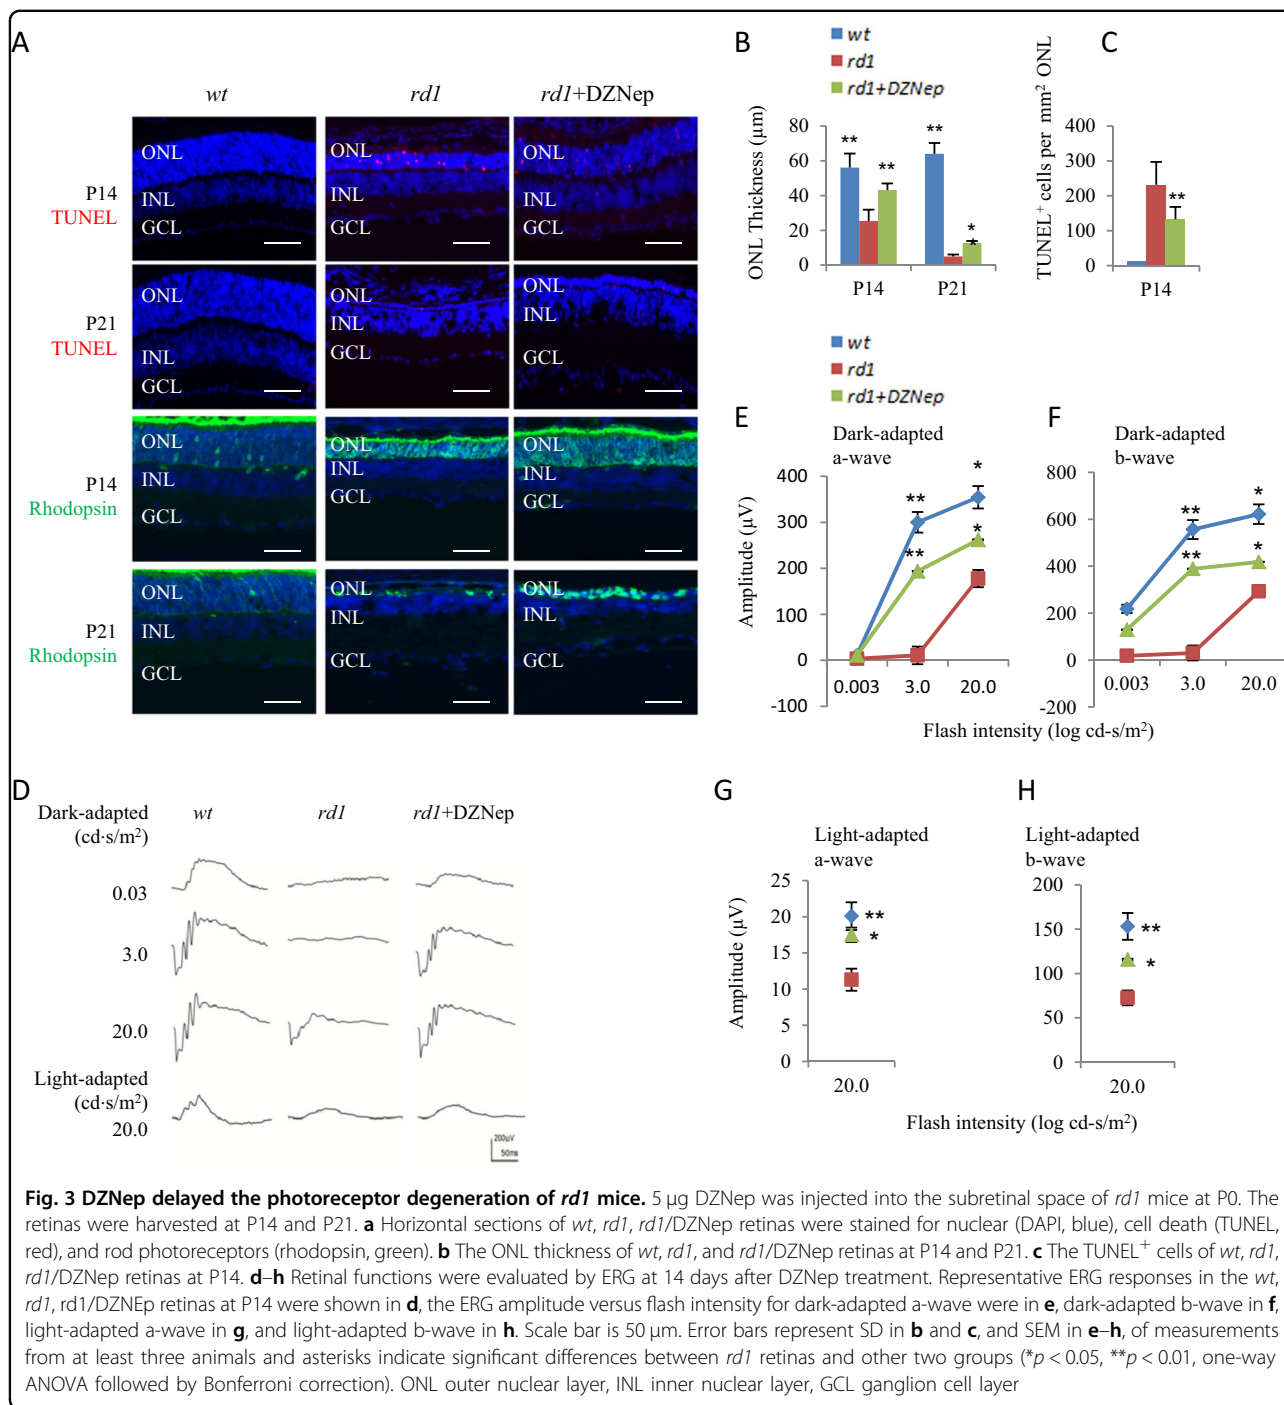 A
wt
rd1
rd1+DZNep
P14
TUNEL
ONL
INL
GCL
ONL
INL
GCL
ONL
INL
GCL
P21
TUNEL
ONL
INL
GCL
ONL
INL
GCL
ONL
INL
GCL
P14
Rhodopsin
ONL
INL
GCL
ONL
INL
GCL
ONL
INL
GCL
P21
Rhodopsin
ONL
INL
GCL
ONL
INL
GCL
ONL
INL
GCL
B
wt
rd1
rd1+DZNep
ONL Thickness (µm)
80
60
40
20
0
**
**
**
*
*
P14
P21
C
TUNEL+ cells per mm² ONL
400
300
200
100
0
**
P14
wt
rd1
rd1+DZNep
E
Dark-adapted
a-wave
Amplitude (µV)
400
300
200
100
0
-100
**
*
**
*
0.003
3.0
20.0
F
Dark-adapted
b-wave
800
600
400
200
0
-200
**
*
**
*
0.003
3.0
20.0
Flash intensity (log cd-s/m²)
D
Dark-adapted
(cd·s/m²)
wt
rd1
rd1+DZNep
0.03
3.0
20.0
Light-adapted
(cd·s/m²)
20.0
200µV
50ms
G
Light-adapted
a-wave
Amplitude (µV)
25
20
15
10
5
0
**
*
20.0
H
Light-adapted
b-wave
200
150
100
50
0
**
*
20.0
Flash intensity (log cd-s/m²)
Fig. 3 DZNep delayed the photoreceptor degeneration of rd1 mice. 5 µg DZNep was injected into the subretinal space of rd1 mice at P0. The
retinas were harvested at P14 and P21. a Horizontal sections of wt, rd1, rd1/DZNep retinas were stained for nuclear (DAPI, blue), cell death (TUNEL,
red), and rod photoreceptors (rhodopsin, green). b The ONL thickness of wt, rd1, and rd1/DZNep retinas at P14 and P21. c The TUNEL+ cells of wt, rd1,
rd1/DZNep retinas at P14. d–h Retinal functions were evaluated by ERG at 14 days after DZNep treatment. Representative ERG responses in the wt,
rd1, rd1/DZNEp retinas at P14 were shown in d, the ERG amplitude versus flash intensity for dark-adapted a-wave were in e, dark-adapted b-wave in f,
light-adapted a-wave in g, and light-adapted b-wave in h. Scale bar is 50 µm. Error bars represent SD in b and c, and SEM in e–h, of measurements
from at least three animals and asterisks indicate significant differences between rd1 retinas and other two groups (*p < 0.05, **p < 0.01, one-way
ANOVA followed by Bonferroni correction). ONL outer nuclear layer, INL inner nuclear layer, GCL ganglion cell layer